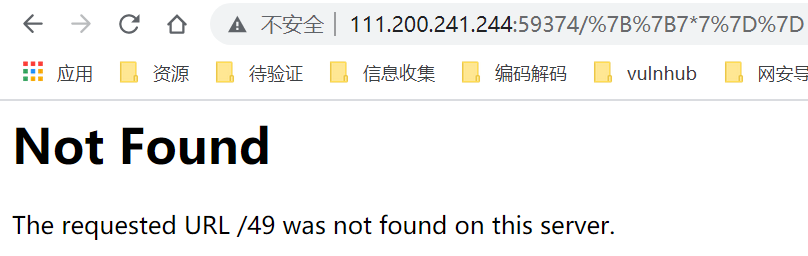 不安全 | 111.200.241.244:59374/%7B%7B7*7%7D%7D
应用 资源 待验证 信息收集 编码解码 vulnhub 网安导
Not Found
The requested URL /49 was not found on this server.